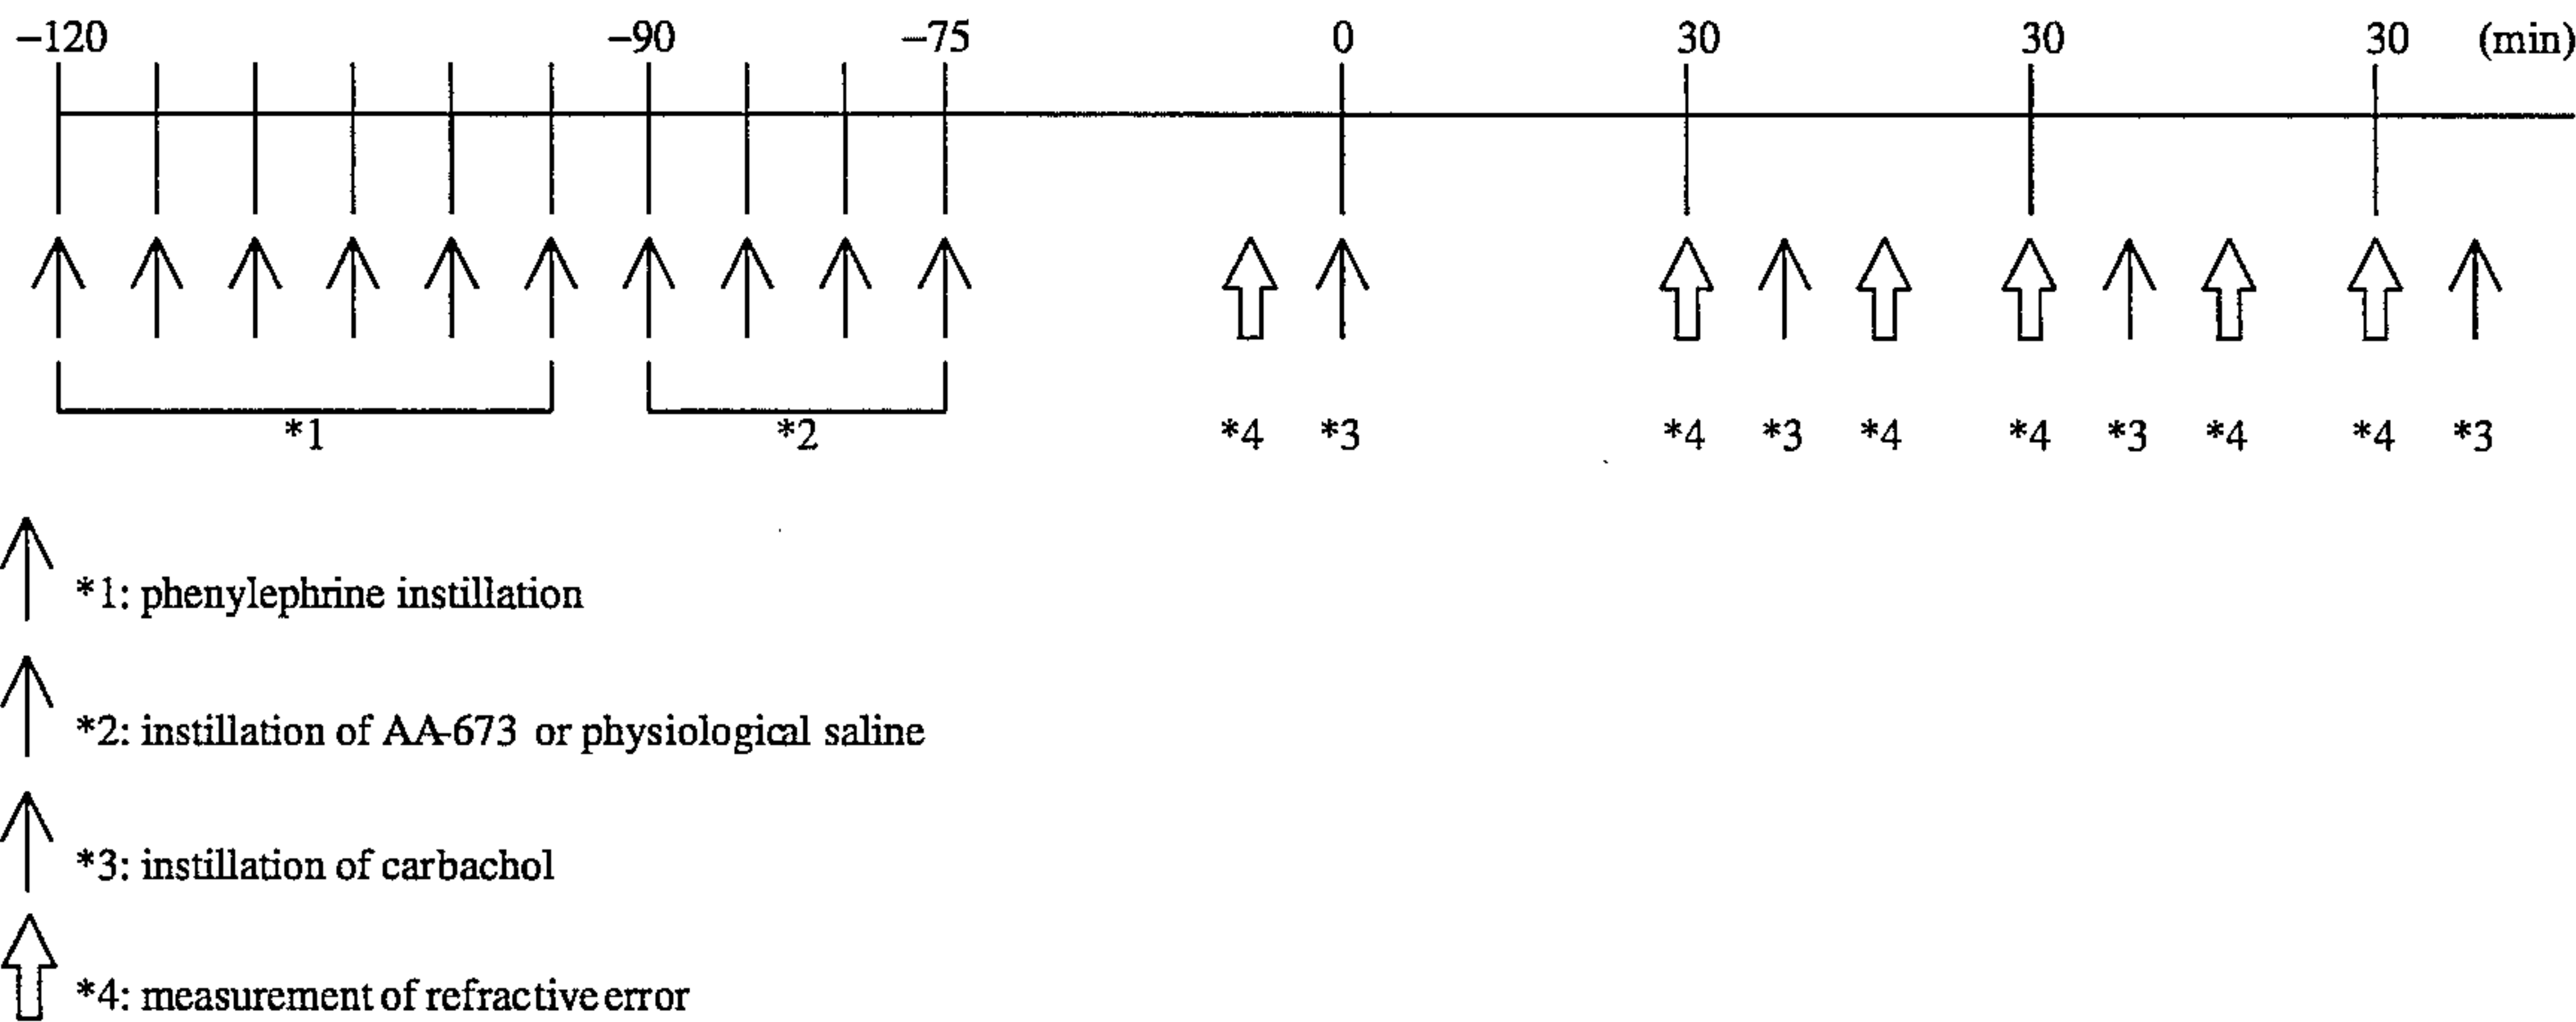 −120 −90 −75 0 30 30 30 (min)
*1 *2 *4 *3 *4 *3 *4 *4 *3 *4 *4 *3
*1: phenylephrine instillation
*2: instillation of AA-673 or physiological saline
*3: instillation of carbachol
*4: measurement of refractive error